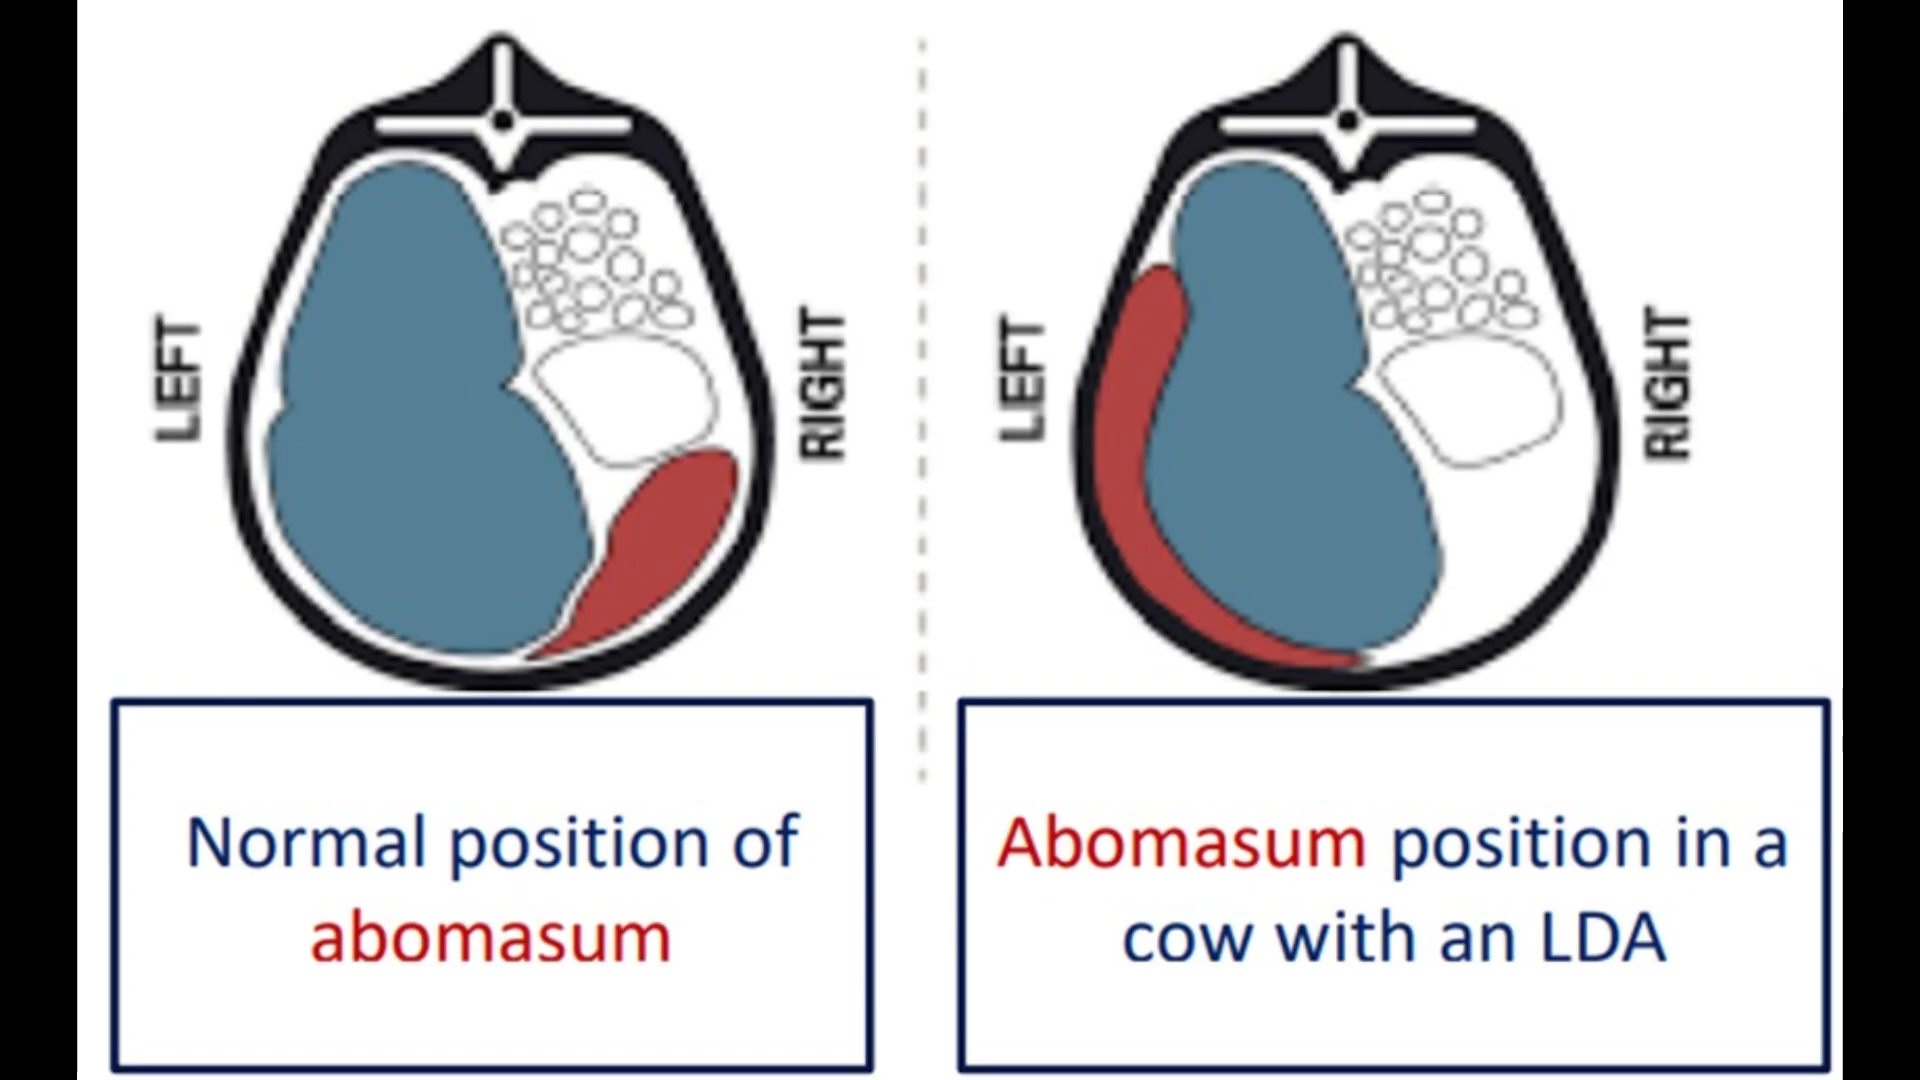 LEFT
RIGHT
LEFT
RIGHT
Normal position of
abomasum
Abomasum position in a
cow with an LDA